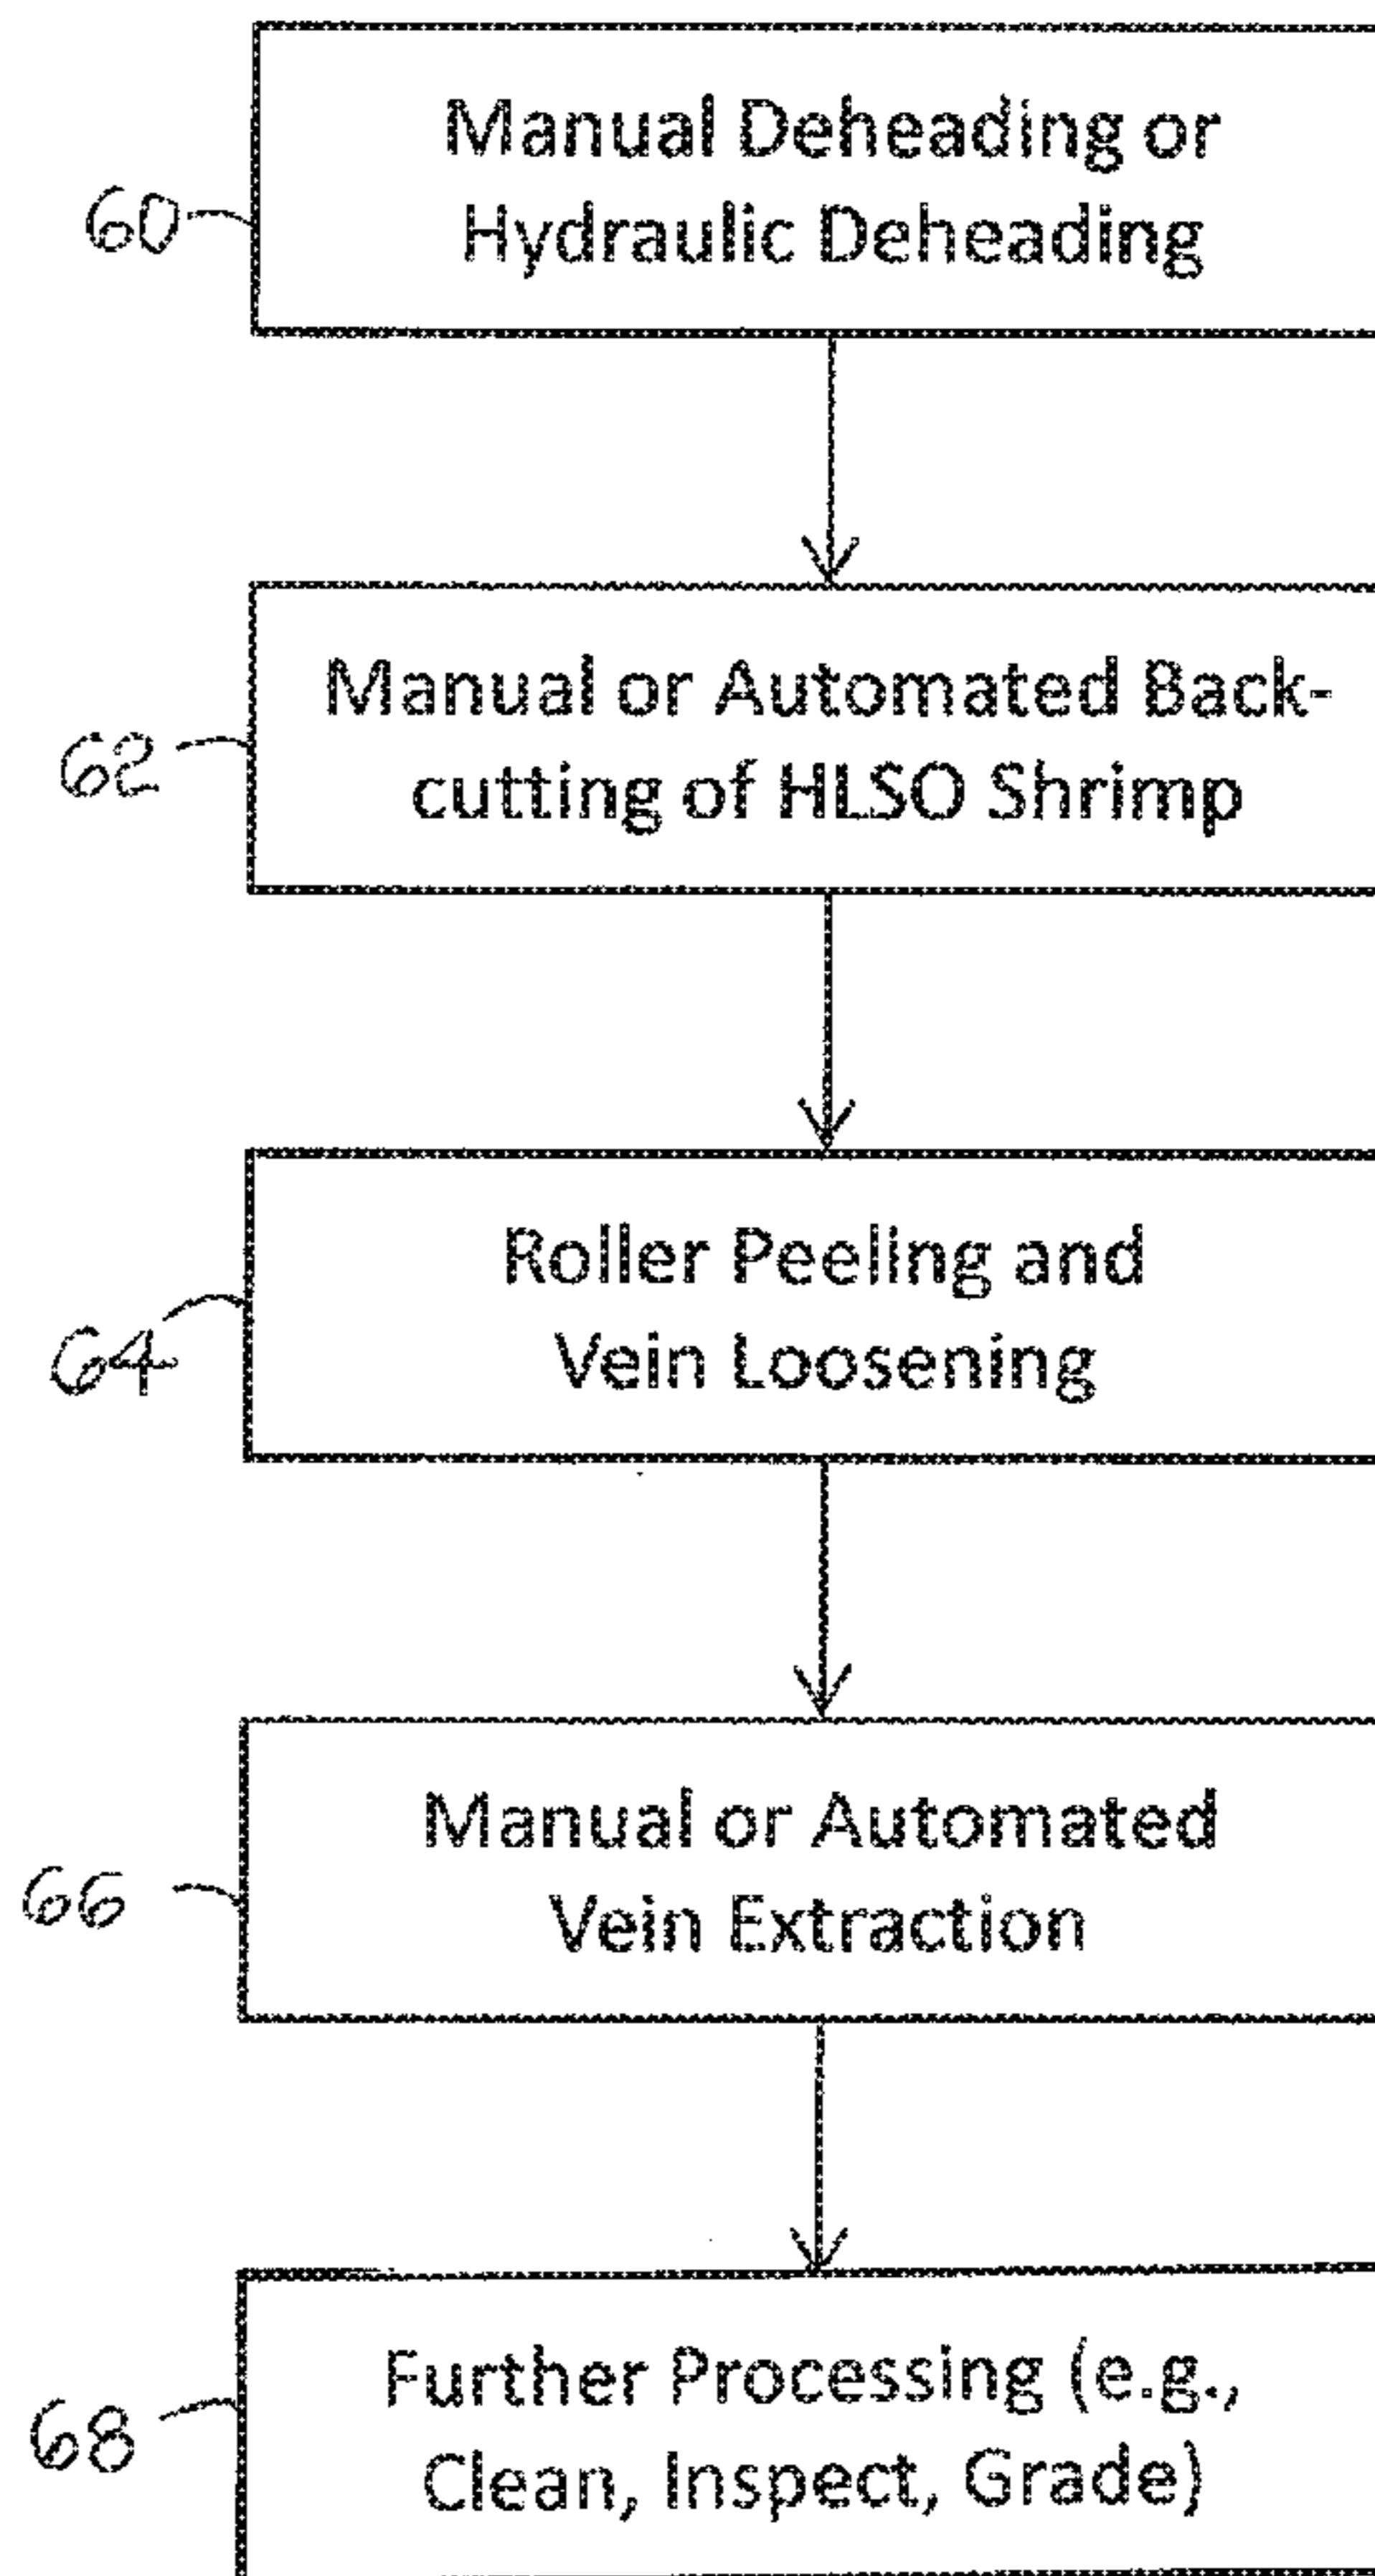 Manual Deheading or
60
Hydraulic Deheading
Manual or Automated Back-
62
cutting of HLSO Shrimp
Roller Peeling and
64
Vein Loosening
Manual or Automated
66
Vein Extraction
Further Processing (e.g.,
68
Clean, Inspect, Grade)